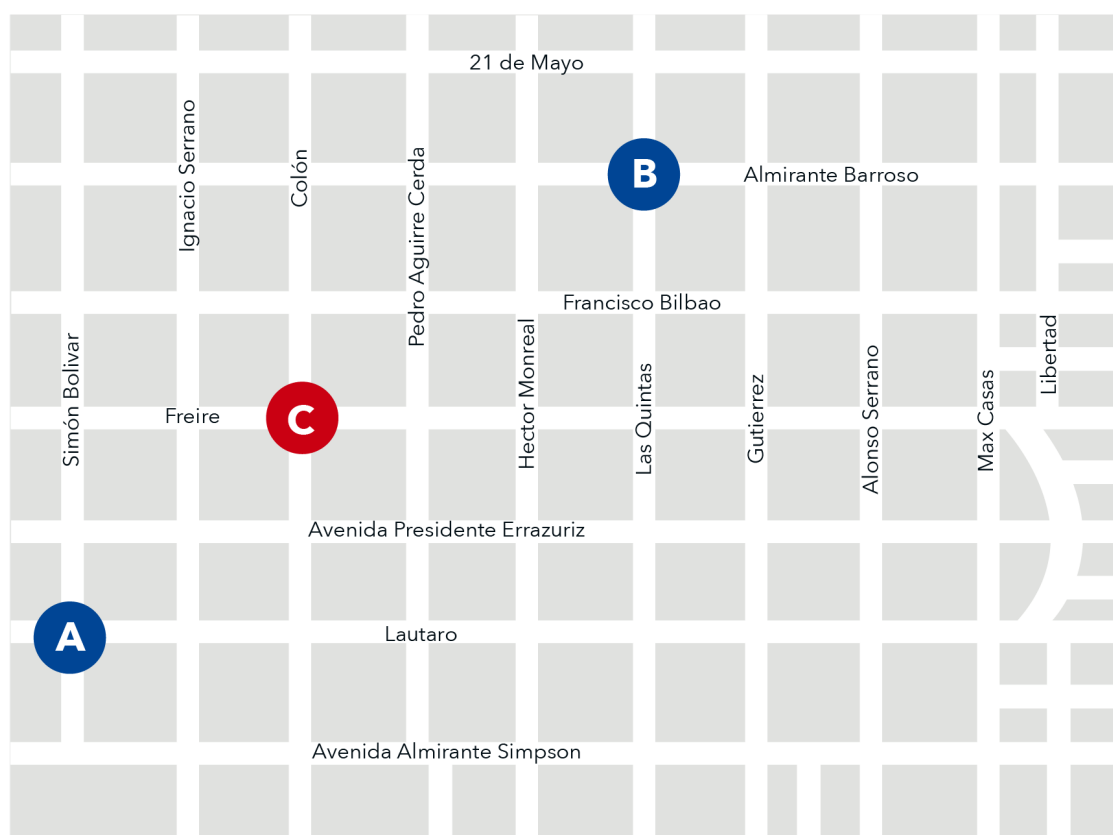 21 de Mayo
Ignacio Serrano
Colón
Pedro Aguirre Cerda
B
Almirante Barroso
Francisco Bilbao
Simón Bolivar
Hector Monreal
Las Quintas
Gutierrez
Alonso Serrano
Max Casas
Libertad
Freire
C
Avenida Presidente Errazuriz
A
Lautaro
Avenida Almirante Simpson